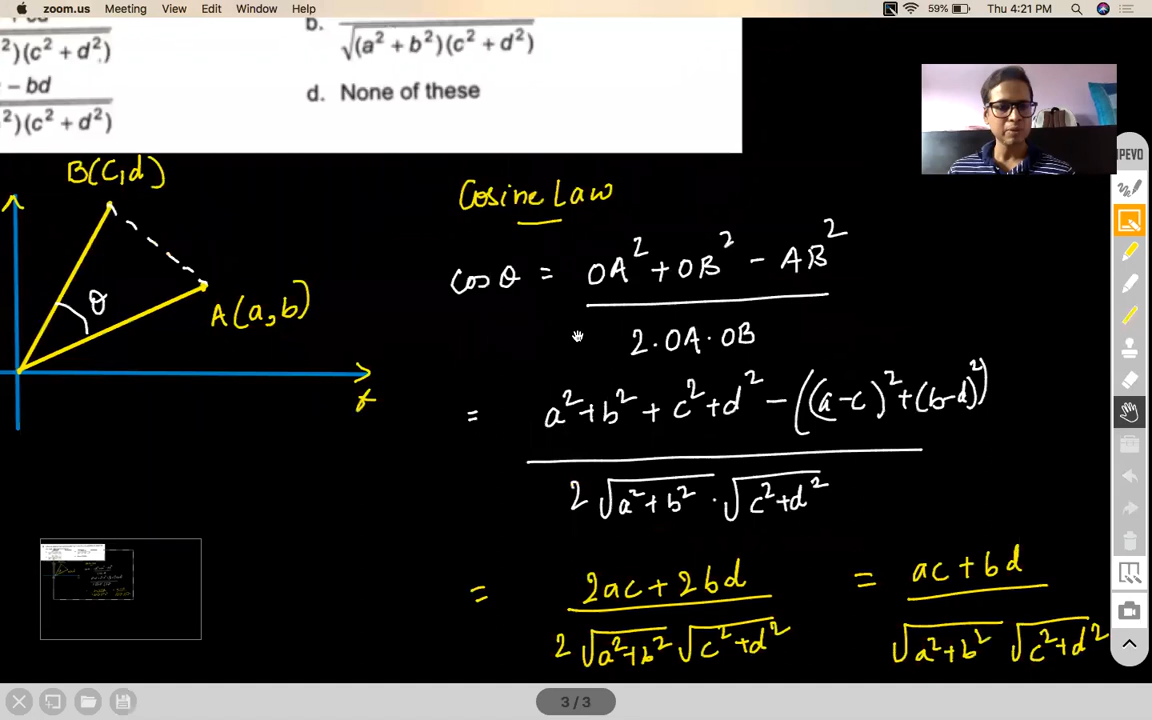 zoom.us Meeting View Edit Window Help 59% Thu 4:21 PM
²)(c² + d²)
b. √(a² + b²)(c² + d²)
– bd
²)(c² + d²)
d. None of these
B(c,d)
θ
A(a,b)
Cosine Law
cos θ = (OA² + OB² - AB²) / (2·OA·OB)
= (a²+b² + c²+d² - ((a-c)²+(b-d)²)) / (2√(a²+b²) · √(c²+d²))
= (2ac + 2bd) / (2√(a²+b²) √(c²+d²)) = (ac + bd) / (√(a²+b²) √(c²+d²))
IPEVO
3 / 3